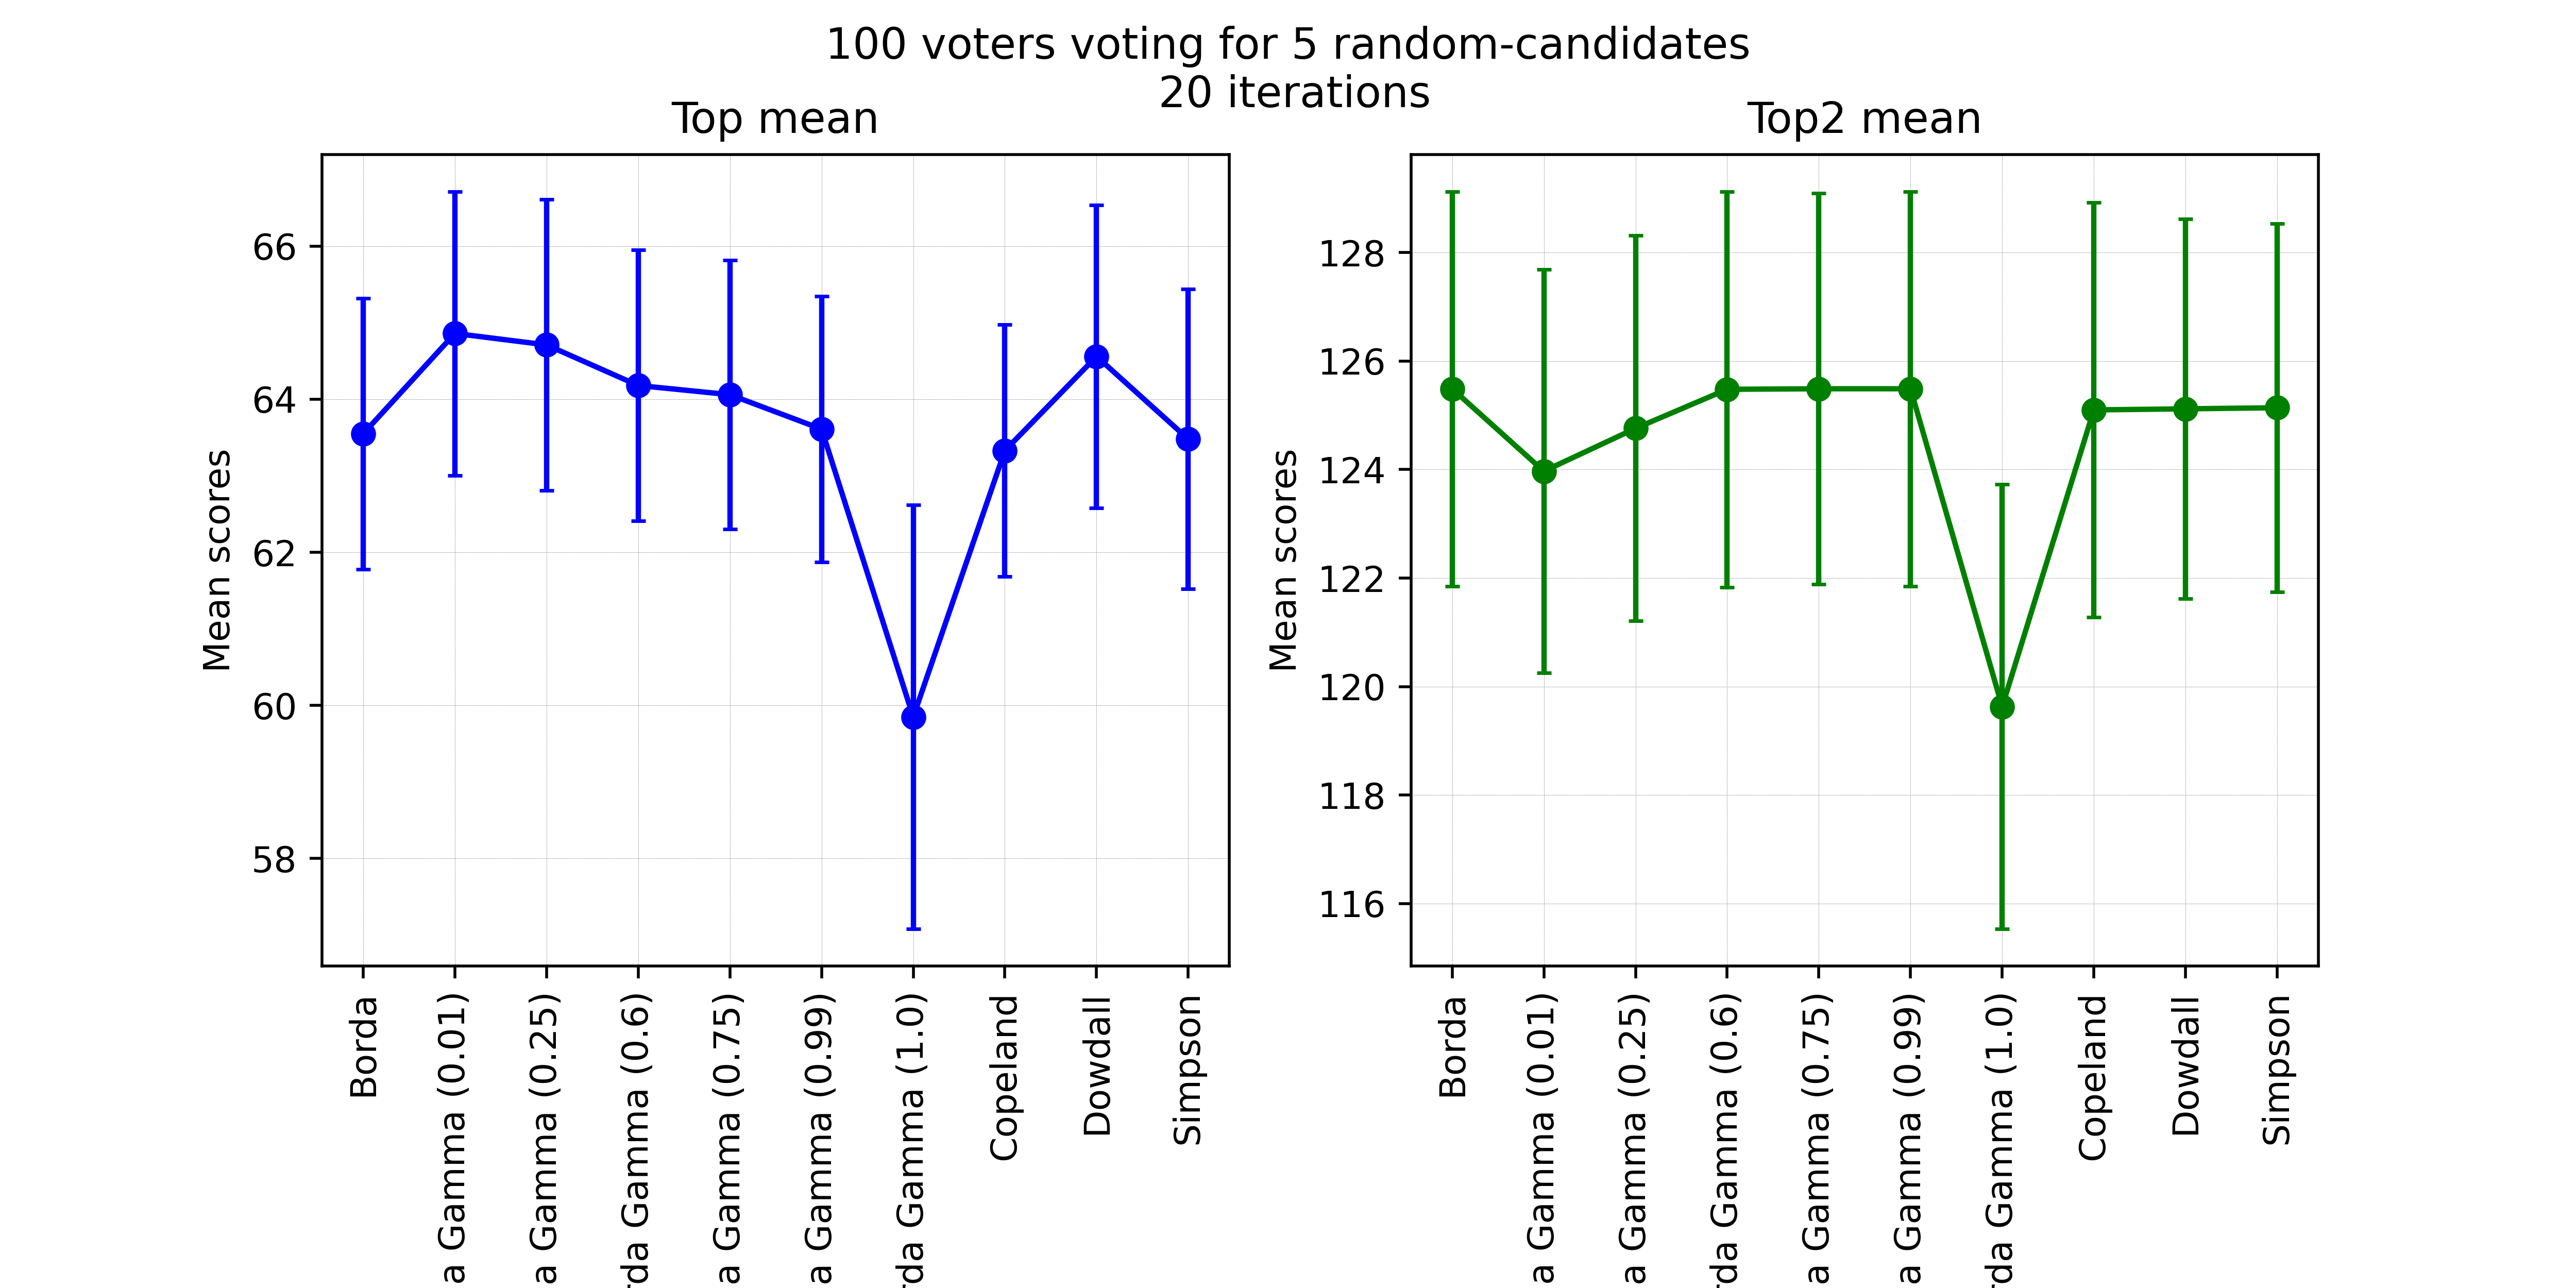 100 voters voting for 5 random-candidates
20 iterations
Top mean
Mean scores
66
64
62
60
58
Borda
a Gamma (0.01)
a Gamma (0.25)
rda Gamma (0.6)
a Gamma (0.75)
a Gamma (0.99)
rda Gamma (1.0)
Copeland
Dowdall
Simpson
Top2 mean
Mean scores
128
126
124
122
120
118
116
Borda
a Gamma (0.01)
a Gamma (0.25)
rda Gamma (0.6)
a Gamma (0.75)
a Gamma (0.99)
rda Gamma (1.0)
Copeland
Dowdall
Simpson